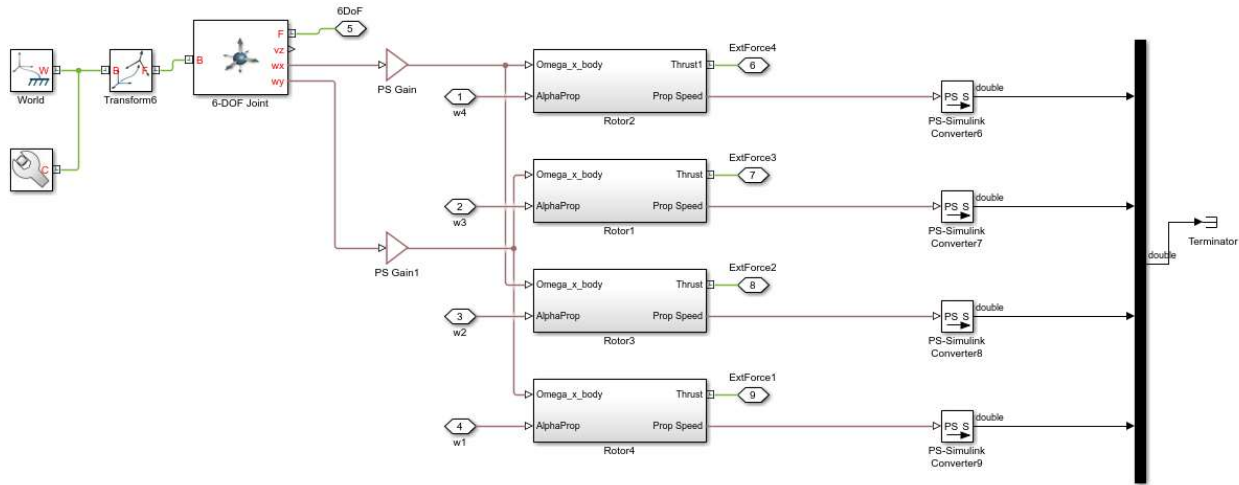 6DoF
5
W
World
B
F
Transform6
C
B
F
vz
wx
wy
6-DOF Joint
PS Gain
PS Gain1
1
w4
Omega_x_body
AlphaProp
Thrust1
Prop Speed
Rotor2
ExtForce4
6
PS S
double
PS-Simulink
Converter6
2
w3
Omega_x_body
AlphaProp
Thrust
Prop Speed
Rotor1
ExtForce3
7
PS S
double
PS-Simulink
Converter7
3
w2
Omega_x_body
AlphaProp
Thrust
Prop Speed
Rotor3
ExtForce2
8
PS S
double
PS-Simulink
Converter8
4
w1
Omega_x_body
AlphaProp
Thrust
Prop Speed
Rotor4
ExtForce1
9
PS S
double
PS-Simulink
Converter9
double
Terminator